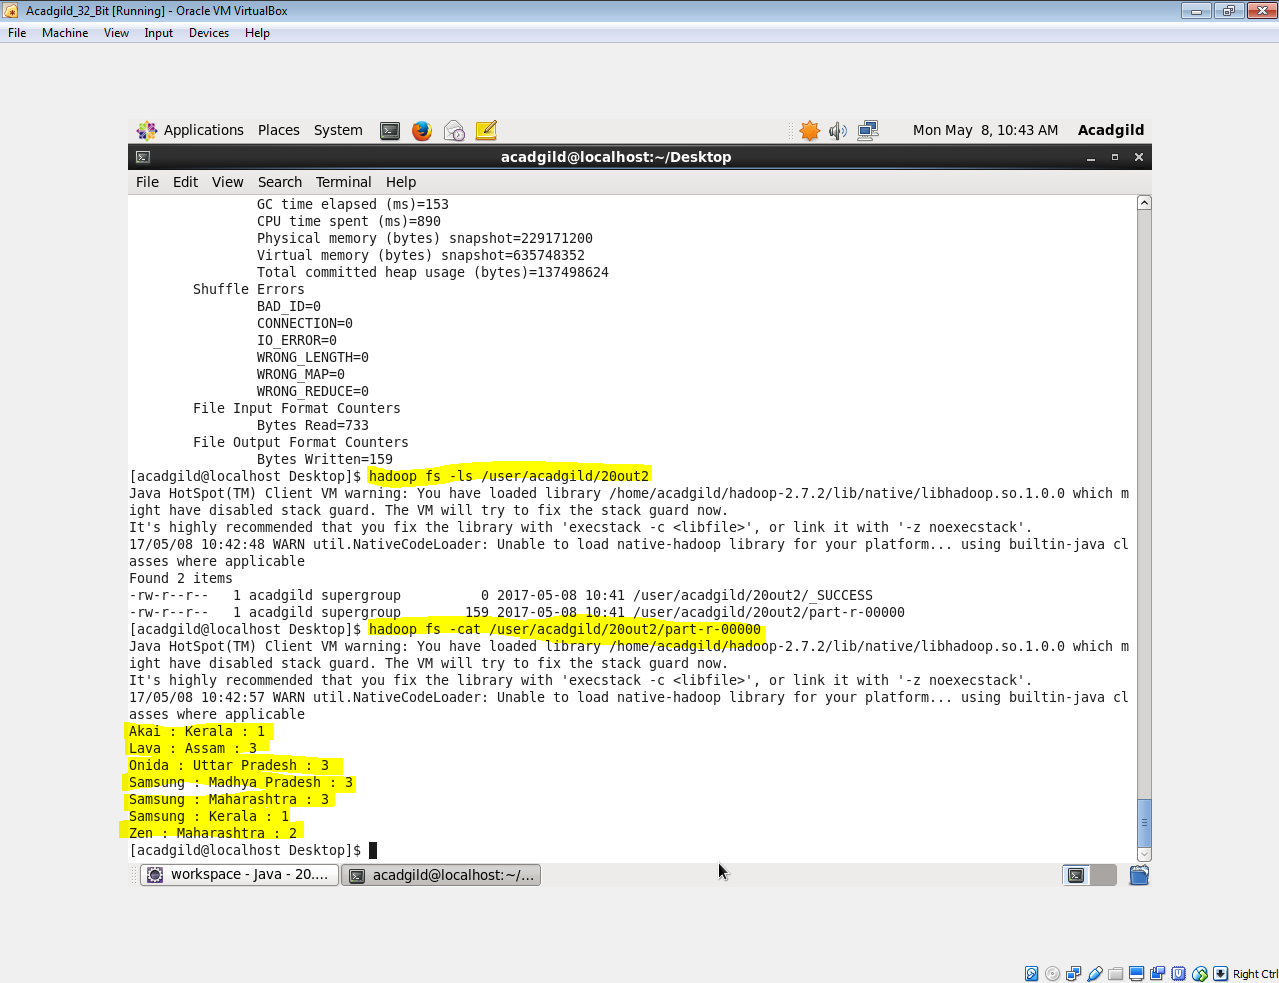 Acadgild_32_Bit [Running] - Oracle VM VirtualBox
File Machine View Input Devices Help
Applications Places System Mon May 8, 10:43 AM Acadgild
acadgild@localhost:~/Desktop
File Edit View Search Terminal Help
GC time elapsed (ms)=153
CPU time spent (ms)=890
Physical memory (bytes) snapshot=229171200
Virtual memory (bytes) snapshot=635748352
Total committed heap usage (bytes)=137498624
Shuffle Errors
BAD_ID=0
CONNECTION=0
IO_ERROR=0
WRONG_LENGTH=0
WRONG_MAP=0
WRONG_REDUCE=0
File Input Format Counters
Bytes Read=733
File Output Format Counters
Bytes Written=159
[acadgild@localhost Desktop]$ hadoop fs -ls /user/acadgild/20out2
Java HotSpot(TM) Client VM warning: You have loaded library /home/acadgild/hadoop-2.7.2/lib/native/libhadoop.so.1.0.0 which m
ight have disabled stack guard. The VM will try to fix the stack guard now.
It's highly recommended that you fix the library with 'execstack -c <libfile>', or link it with '-z noexecstack'.
17/05/08 10:42:48 WARN util.NativeCodeLoader: Unable to load native-hadoop library for your platform... using builtin-java cl
asses where applicable
Found 2 items
-rw-r--r--   1 acadgild supergroup          0 2017-05-08 10:41 /user/acadgild/20out2/_SUCCESS
-rw-r--r--   1 acadgild supergroup        159 2017-05-08 10:41 /user/acadgild/20out2/part-r-00000
[acadgild@localhost Desktop]$ hadoop fs -cat /user/acadgild/20out2/part-r-00000
Java HotSpot(TM) Client VM warning: You have loaded library /home/acadgild/hadoop-2.7.2/lib/native/libhadoop.so.1.0.0 which m
ight have disabled stack guard. The VM will try to fix the stack guard now.
It's highly recommended that you fix the library with 'execstack -c <libfile>', or link it with '-z noexecstack'.
17/05/08 10:42:57 WARN util.NativeCodeLoader: Unable to load native-hadoop library for your platform... using builtin-java cl
asses where applicable
Akai : Kerala : 1
Lava : Assam : 3
Onida : Uttar Pradesh : 3
Samsung : Madhya Pradesh : 3
Samsung : Maharashtra : 3
Samsung : Kerala : 1
Zen : Maharashtra : 2
[acadgild@localhost Desktop]$
workspace - Java - 20.... acadgild@localhost:~/...
Right Ctrl